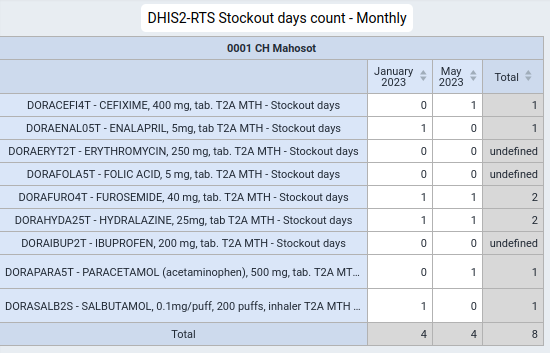 DHIS2-RTS Stockout days count - Monthly
0001 CH Mahosot
January 2023 May 2023 Total
DORACEFI4T - CEFIXIME, 400 mg, tab. T2A MTH - Stockout days 0 1 1
DORAENAL05T - ENALAPRIL, 5mg, tab T2A MTH - Stockout days 1 0 1
DORAERYT2T - ERYTHROMYCIN, 250 mg, tab. T2A MTH - Stockout days 0 0 undefined
DORAFOLA5T - FOLIC ACID, 5 mg, tab. T2A MTH - Stockout days 0 0 undefined
DORAFURO4T - FUROSEMIDE, 40 mg, tab. T2A MTH - Stockout days 1 1 2
DORAHYDA25T - HYDRALAZINE, 25mg, tab T2A MTH - Stockout days 1 1 2
DORAIBUP2T - IBUPROFEN, 200 mg, tab. T2A MTH - Stockout days 0 0 undefined
DORAPARA5T - PARACETAMOL (acetaminophen), 500 mg, tab. T2A MT... 0 1 1
DORASALB2S - SALBUTAMOL, 0.1mg/puff, 200 puffs, inhaler T2A MTH ... 1 0 1
Total 4 4 8